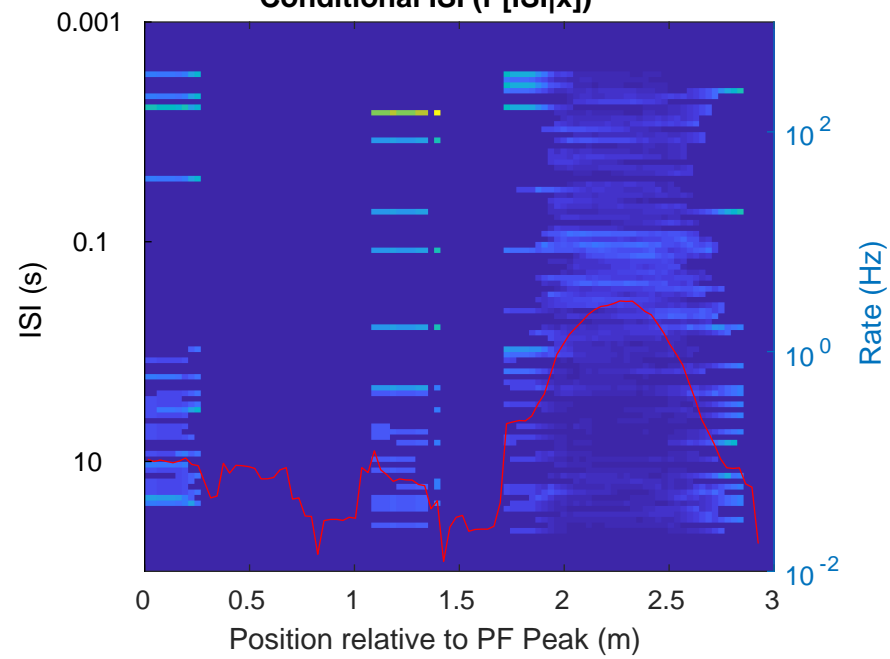 Conditional ISI (P[ISI|x])
0.001
0.1
10
ISI (s)
10^2
10^0
10^-2
Rate (Hz)
0 0.5 1 1.5 2 2.5 3
Position relative to PF Peak (m)